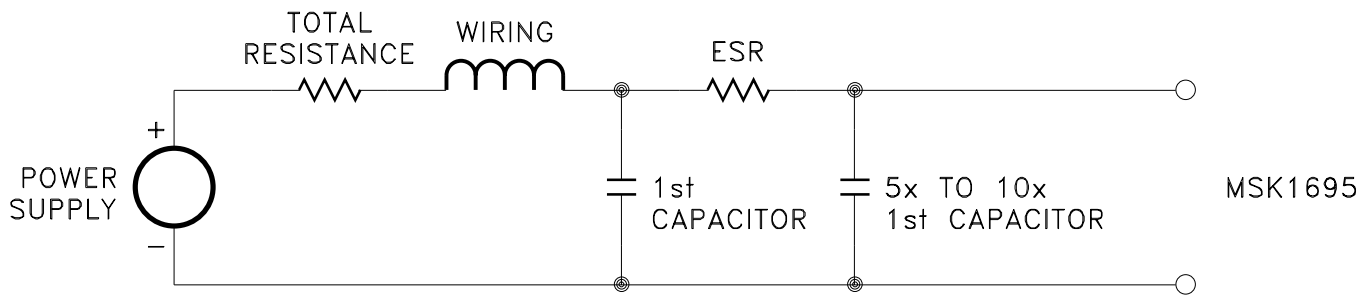 TOTAL
RESISTANCE
WIRING
ESR
+
POWER
SUPPLY
−
1st
CAPACITOR
5x TO 10x
1st CAPACITOR
MSK1695